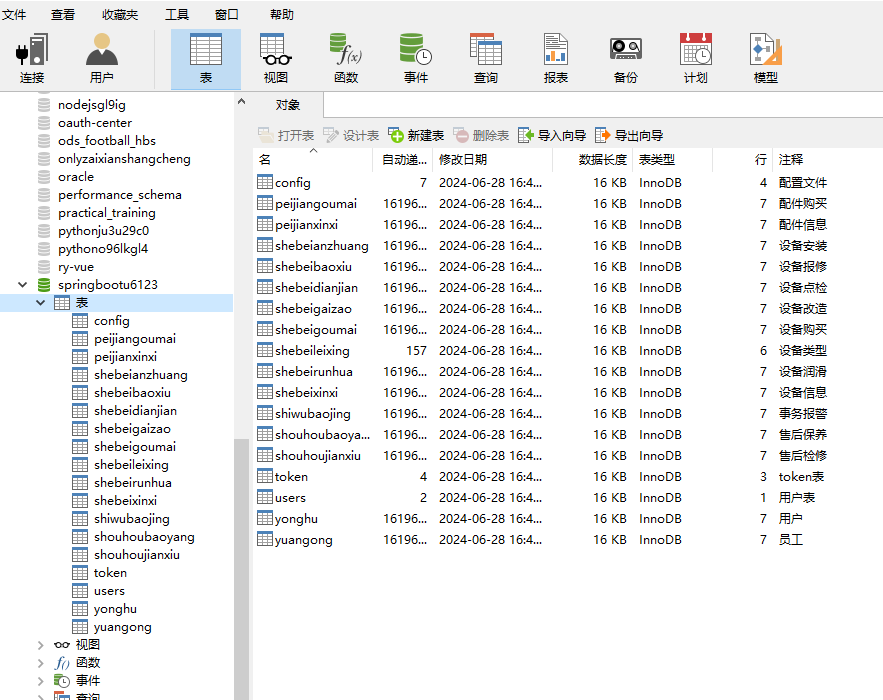 文件 查看 收藏夹 工具 窗口 帮助
连接 用户 表 视图 函数 事件 查询 报表 备份 计划 模型
nodejsgl9ig
oauth-center
ods_football_hbs
onlyzaixianshangcheng
oracle
performance_schema
practical_training
pythonju3u29c0
pythono96lkgl4
ry-vue
springbootu6123
表
config
peijiangoumai
peijianxinxi
shebeianzhuang
shebeibaoxiu
shebeidianjian
shebeigaizao
shebeigoumai
shebeileixing
shebeirunhua
shebeixinxi
shiwubaojing
shouhoubaoyang
shouhoujianxiu
token
users
yonghu
yuangong
视图
函数
事件
查询
对象
打开表 设计表 新建表 删除表 导入向导 导出向导
名 自动递... 修改日期 数据长度 表类型 行 注释
config 7 2024-06-28 16:4... 16 KB InnoDB 4 配置文件
peijiangoumai 16196... 2024-06-28 16:4... 16 KB InnoDB 7 配件购买
peijianxinxi 16196... 2024-06-28 16:4... 16 KB InnoDB 7 配件信息
shebeianzhuang 16196... 2024-06-28 16:4... 16 KB InnoDB 7 设备安装
shebeibaoxiu 16196... 2024-06-28 16:4... 16 KB InnoDB 7 设备报修
shebeidianjian 16196... 2024-06-28 16:4... 16 KB InnoDB 7 设备点检
shebeigaizao 16196... 2024-06-28 16:4... 16 KB InnoDB 7 设备改造
shebeigoumai 16196... 2024-06-28 16:4... 16 KB InnoDB 7 设备购买
shebeileixing 157 2024-06-28 16:4... 16 KB InnoDB 6 设备类型
shebeirunhua 16196... 2024-06-28 16:4... 16 KB InnoDB 7 设备润滑
shebeixinxi 16196... 2024-06-28 16:4... 16 KB InnoDB 7 设备信息
shiwubaojing 16196... 2024-06-28 16:4... 16 KB InnoDB 7 事务报警
shouhoubaoya... 16196... 2024-06-28 16:4... 16 KB InnoDB 7 售后保养
shouhoujianxiu 16196... 2024-06-28 16:4... 16 KB InnoDB 7 售后检修
token 4 2024-06-28 16:4... 16 KB InnoDB 3 token表
users 2 2024-06-28 16:4... 16 KB InnoDB 1 用户表
yonghu 16196... 2024-06-28 16:4... 16 KB InnoDB 7 用户
yuangong 16196... 2024-06-28 16:4... 16 KB InnoDB 7 员工